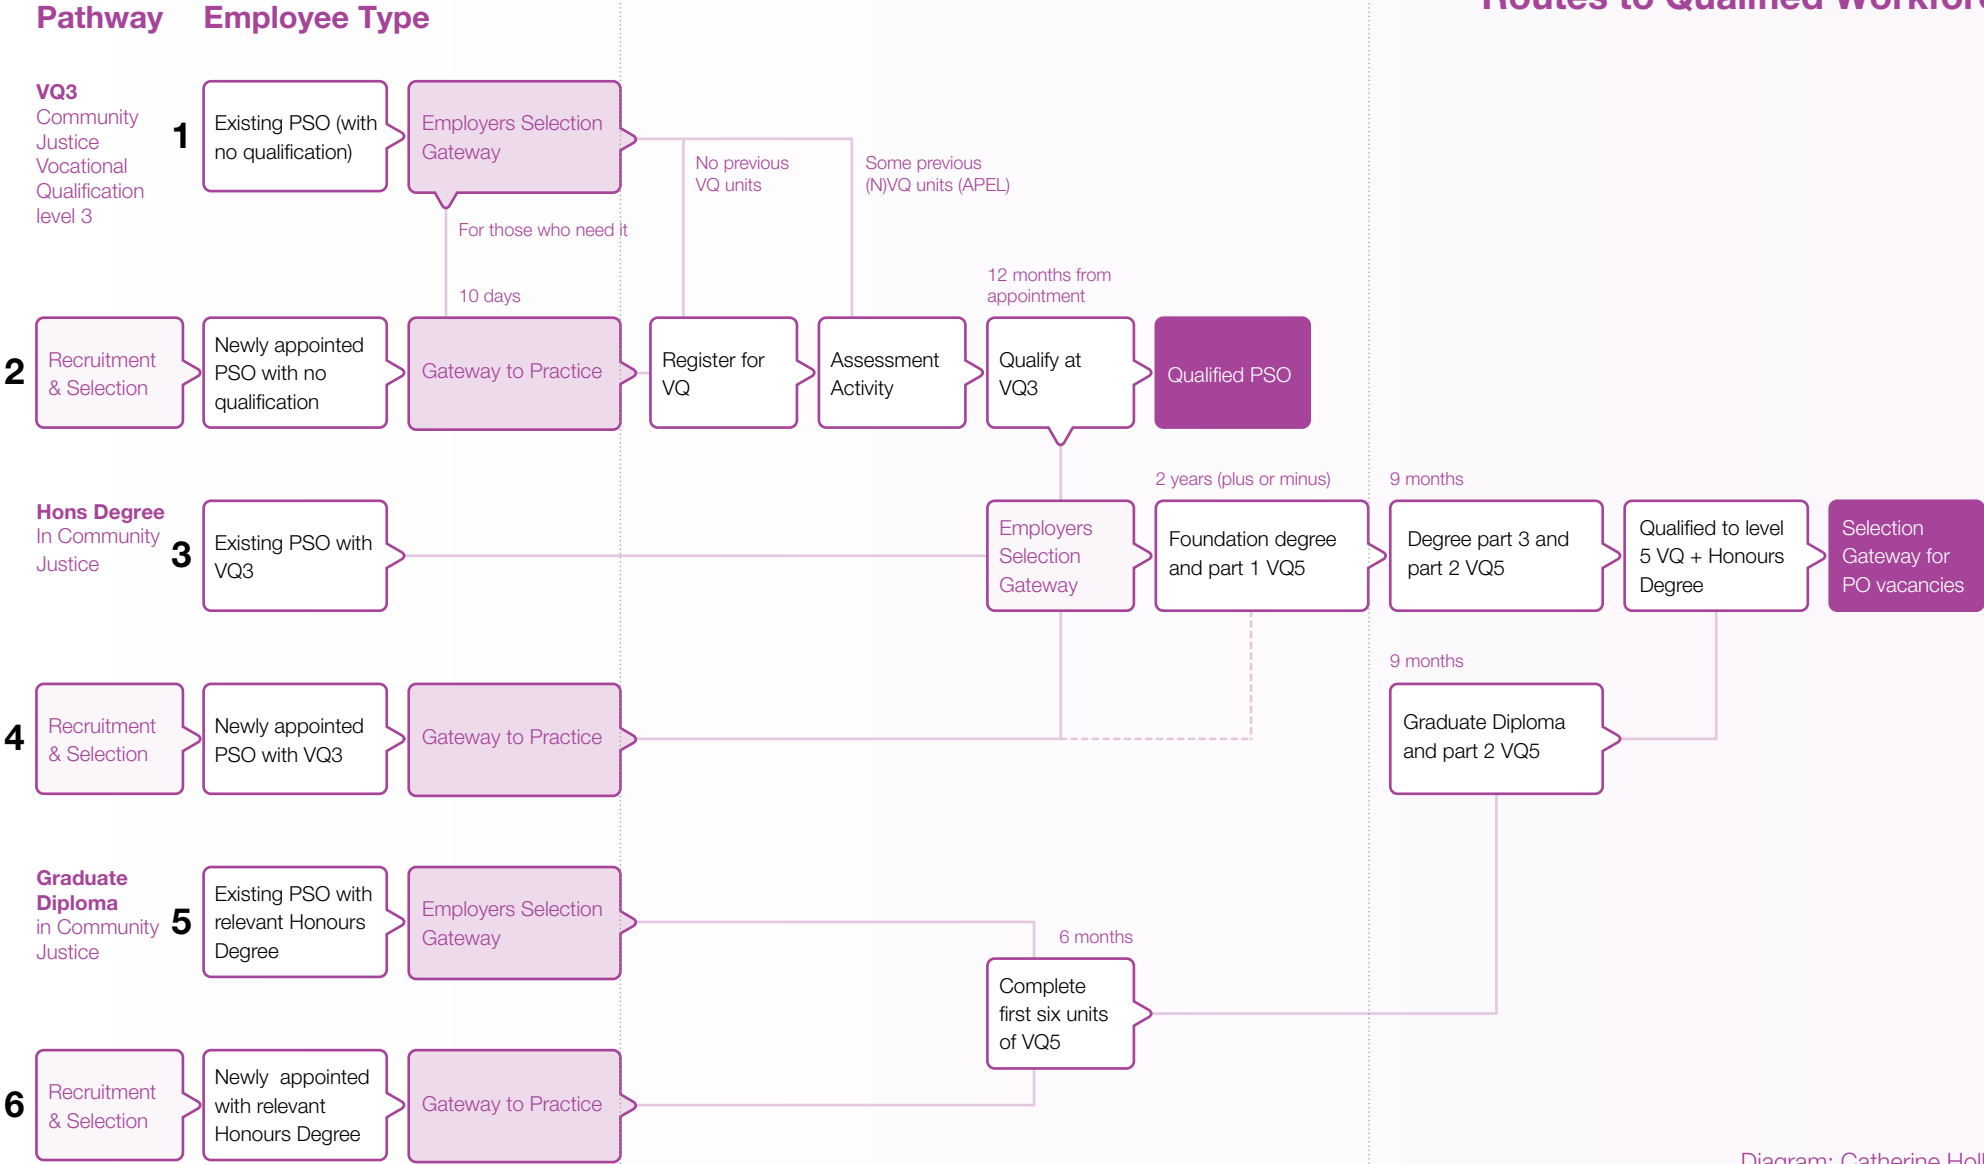 Pathway
Employee Type
Routes to Qualified
VQ3
Community
Justice
Vocational
Qualification
level 3
1
Existing PSO (with
no qualification)
Employers Selection
Gateway
No previous
VQ units
Some previous
(N)VQ units (APEL)
For those who need it
10 days
12 months from
appointment
2
Recruitment
& Selection
Newly appointed
PSO with no
qualification
Gateway to Practice
Register for
VQ
Assessment
Activity
Qualify at
VQ3
Qualified PSO
Hons Degree
In Community
Justice
3
Existing PSO with
VQ3
Employers
Selection
Gateway
2 years (plus or minus)
Foundation degree
and part 1 VQ5
9 months
Degree part 3 and
part 2 VQ5
Qualified to level
5 VQ + Honours
Degree
Selection
Gateway for
PO vacancies
4
Recruitment
& Selection
Newly appointed
PSO with VQ3
Gateway to Practice
9 months
Graduate Diploma
and part 2 VQ5
Graduate
Diploma
in Community
Justice
5
Existing PSO with
relevant Honours
Degree
Employers Selection
Gateway
6 months
Complete
first six units
of VQ5
6
Recruitment
& Selection
Newly appointed
with relevant
Honours Degree
Gateway to Practice
Diagram: Catherine